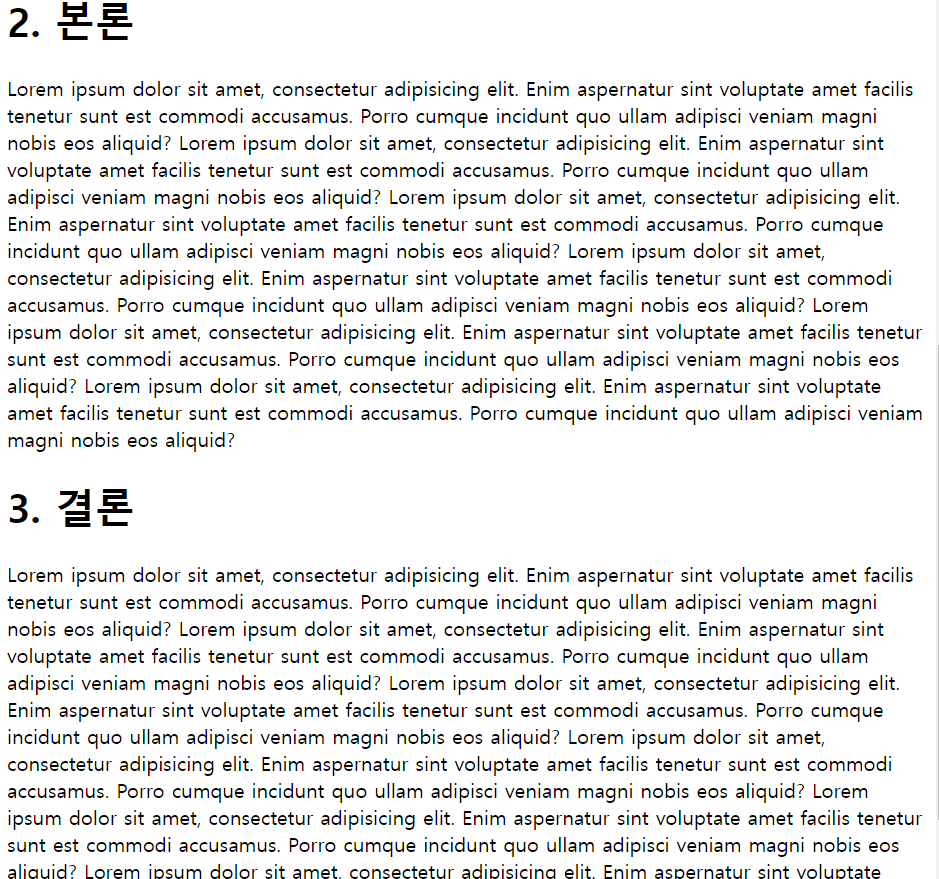 2. 본론
Lorem ipsum dolor sit amet, consectetur adipisicing elit. Enim aspernatur sint voluptate amet facilis
tenetur sunt est commodi accusamus. Porro cumque incidunt quo ullam adipisci veniam magni
nobis eos aliquid? Lorem ipsum dolor sit amet, consectetur adipisicing elit. Enim aspernatur sint
voluptate amet facilis tenetur sunt est commodi accusamus. Porro cumque incidunt quo ullam
adipisci veniam magni nobis eos aliquid? Lorem ipsum dolor sit amet, consectetur adipisicing elit.
Enim aspernatur sint voluptate amet facilis tenetur sunt est commodi accusamus. Porro cumque
incidunt quo ullam adipisci veniam magni nobis eos aliquid? Lorem ipsum dolor sit amet,
consectetur adipisicing elit. Enim aspernatur sint voluptate amet facilis tenetur sunt est commodi
accusamus. Porro cumque incidunt quo ullam adipisci veniam magni nobis eos aliquid? Lorem
ipsum dolor sit amet, consectetur adipisicing elit. Enim aspernatur sint voluptate amet facilis tenetur
sunt est commodi accusamus. Porro cumque incidunt quo ullam adipisci veniam magni nobis eos
aliquid? Lorem ipsum dolor sit amet, consectetur adipisicing elit. Enim aspernatur sint voluptate
amet facilis tenetur sunt est commodi accusamus. Porro cumque incidunt quo ullam adipisci veniam
magni nobis eos aliquid?
3. 결론
Lorem ipsum dolor sit amet, consectetur adipisicing elit. Enim aspernatur sint voluptate amet facilis
tenetur sunt est commodi accusamus. Porro cumque incidunt quo ullam adipisci veniam magni
nobis eos aliquid? Lorem ipsum dolor sit amet, consectetur adipisicing elit. Enim aspernatur sint
voluptate amet facilis tenetur sunt est commodi accusamus. Porro cumque incidunt quo ullam
adipisci veniam magni nobis eos aliquid? Lorem ipsum dolor sit amet, consectetur adipisicing elit.
Enim aspernatur sint voluptate amet facilis tenetur sunt est commodi accusamus. Porro cumque
incidunt quo ullam adipisci veniam magni nobis eos aliquid? Lorem ipsum dolor sit amet,
consectetur adipisicing elit. Enim aspernatur sint voluptate amet facilis tenetur sunt est commodi
accusamus. Porro cumque incidunt quo ullam adipisci veniam magni nobis eos aliquid? Lorem
ipsum dolor sit amet, consectetur adipisicing elit. Enim aspernatur sint voluptate amet facilis tenetur
sunt est commodi accusamus. Porro cumque incidunt quo ullam adipisci veniam magni nobis eos
aliquid? Lorem ipsum dolor sit amet, consectetur adipisicing elit. Enim aspernatur sint voluptate